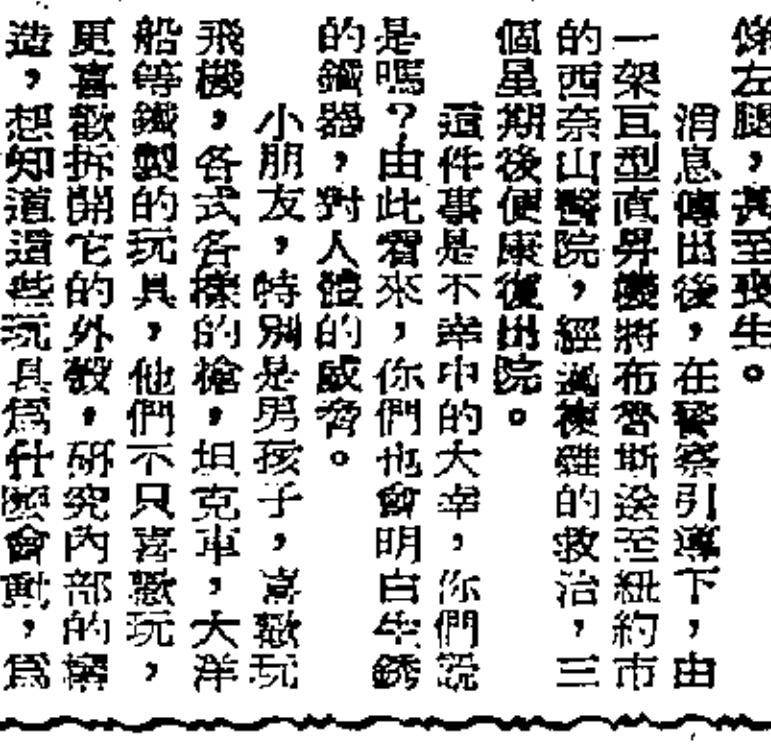 條左腿，甚至喪生。
消息傳出後，在警察引導下，由
一架巨型直昇機將布魯斯送至紐約市
的西奈山醫院，經過複雜的救治，三
個星期後便康復出院。
這件事是不幸中的大幸，你們說
是嗎？由此看來，你們也會明白生銹
的鐵器，對人體的威脅。
小朋友，特別是男孩子，喜歡玩
飛機，各式各樣的槍，坦克車，大洋
船等鐵製的玩具，他們不只喜歡玩，
更喜歡拆開它的外殼，研究內部的構
造，想知道這些玩具爲什麼會動，爲